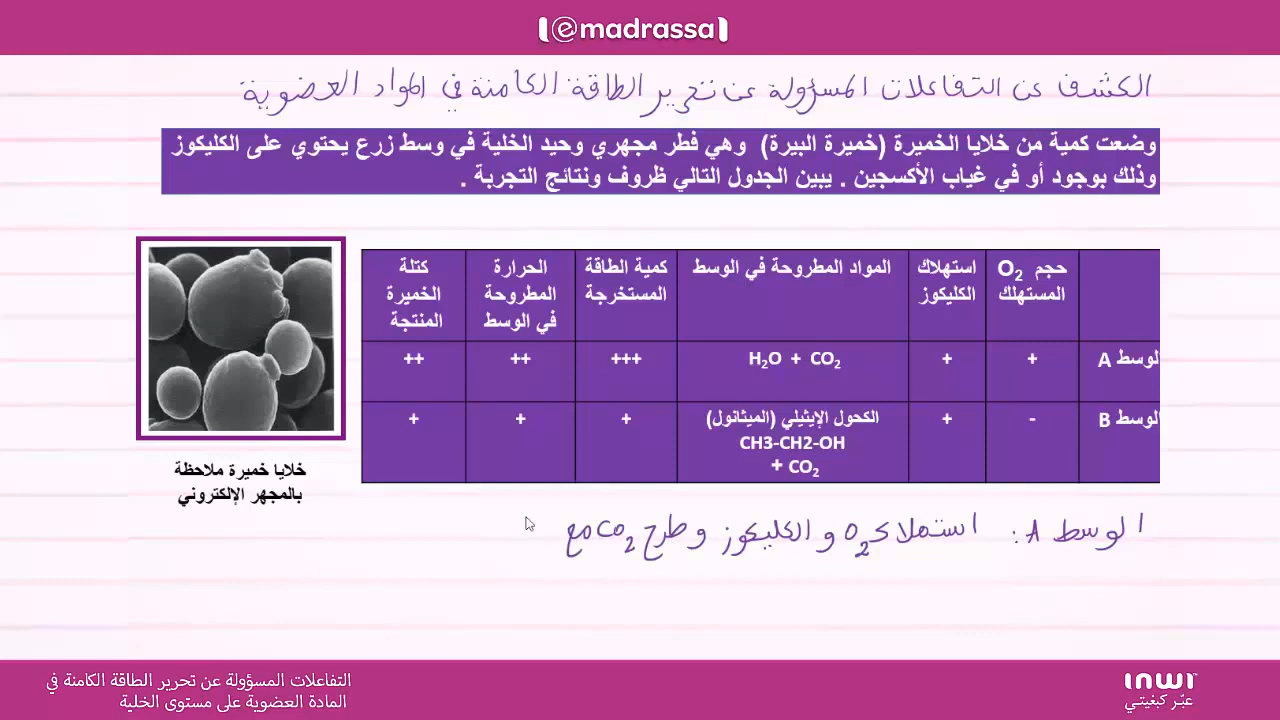 emadrassa
الكشف عن التفاعلات المسؤولة عن تحرير الطاقة الكامنة في المواد العضوية
وضعت كمية من خلايا الخميرة (خميرة البيرة) وهي فطر مجهري وحيد الخلية في وسط زرع يحتوي على الكليكوز
وذلك بوجود أو في غياب الأكسجين . يبين الجدول التالي ظروف ونتائج التجربة .
حجم O₂ المستهلك
استهلاك الكليكوز
المواد المطروحة في الوسط
كمية الطاقة المستخرجة
الحرارة المطروحة في الوسط
كتلة الخميرة المنتجة
الوسط A
+
+
H₂O + CO₂
+++
++
++
الوسط B
-
+
الكحول الإيثيلي (الميثانول)
CH3-CH2-OH
+ CO₂
+
+
+
خلايا خميرة ملاحظة
بالمجهر الإلكتروني
الوسط A : استهلاك O₂ و الكليكوز وطرح CO₂ مع
التفاعلات المسؤولة عن تحرير الطاقة الكامنة في
المادة العضوية على مستوى الخلية
inwi
عبّر كيبغيتي